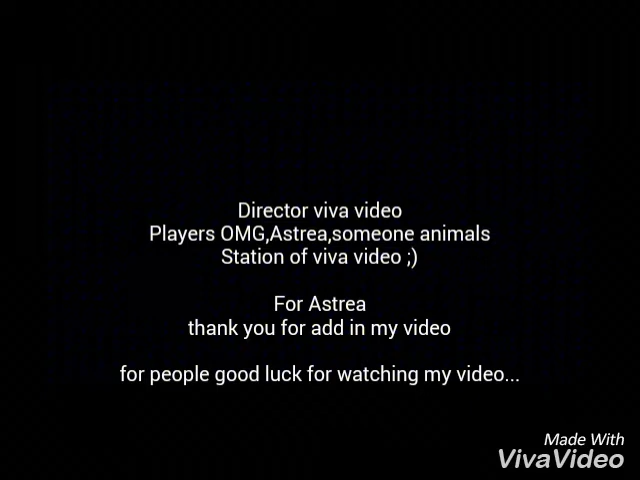 Director viva video
Players OMG,Astrea,someone animals
Station of viva video ;)
For Astrea
thank you for add in my video
for people good luck for watching my video...
Made With
VivaVideo